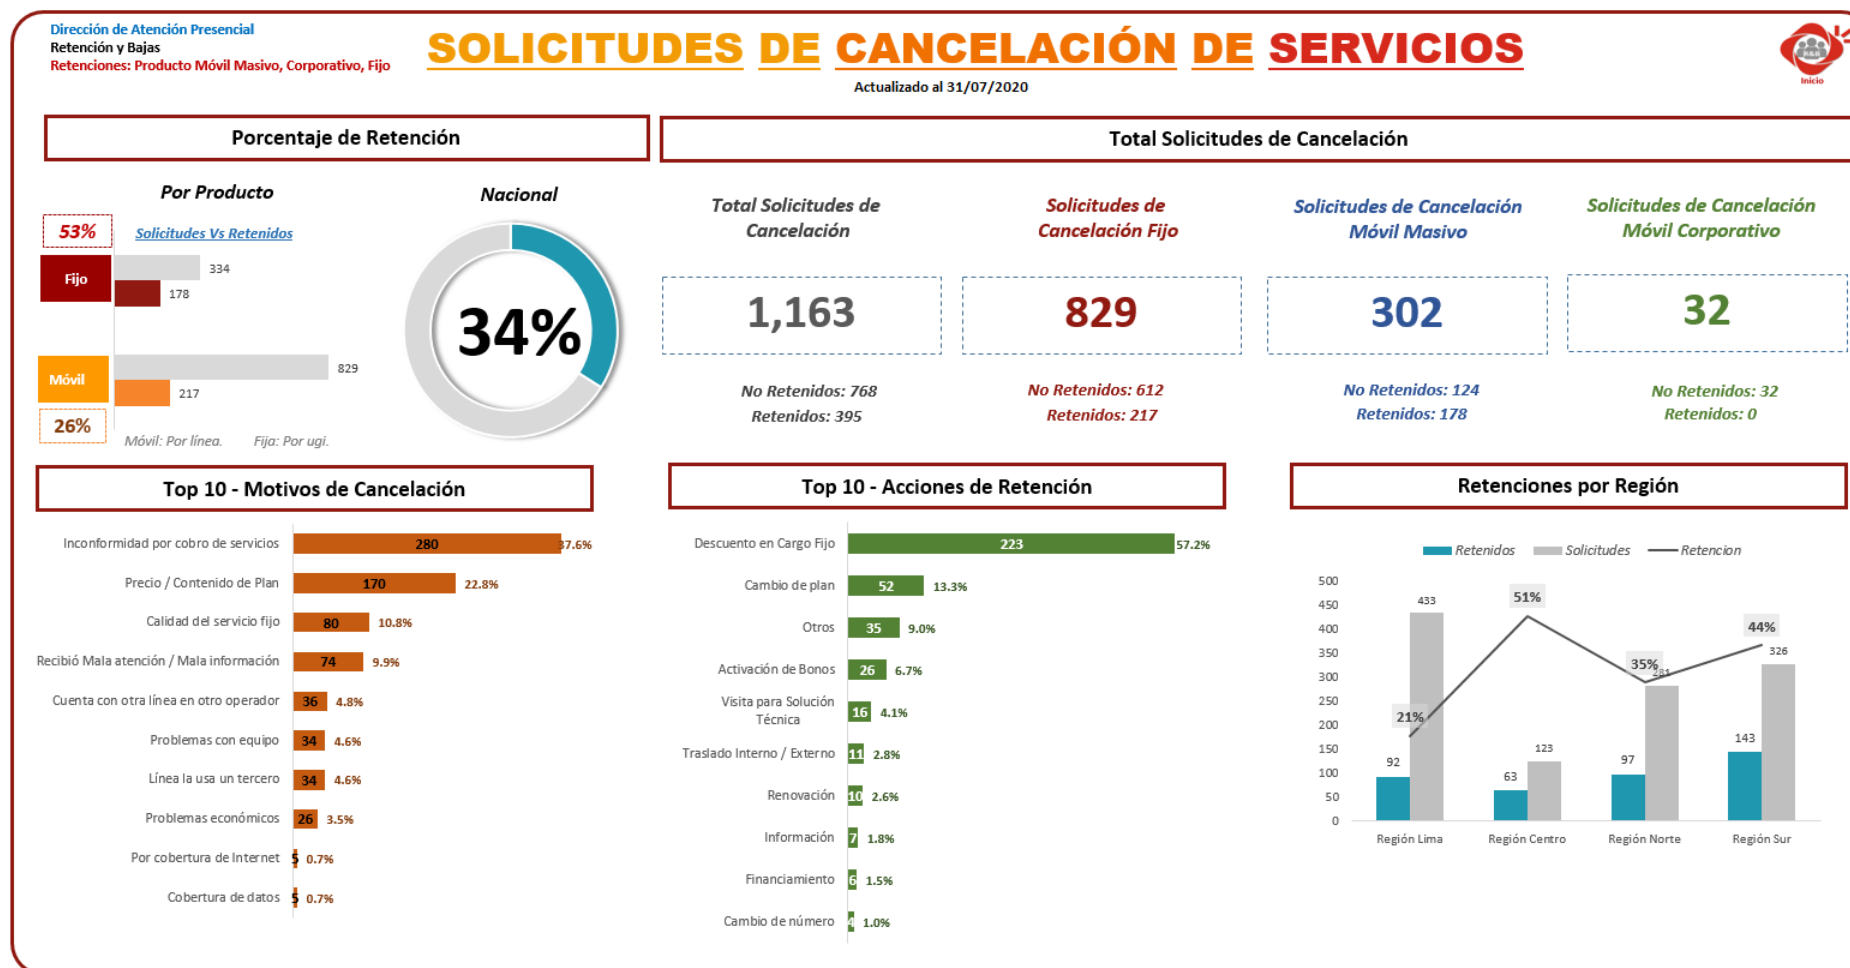 Dirección de Atención Presencial
Retención y Bajas
Retenciones: Producto Móvil Masivo, Corporativo, Fijo
SOLICITUDES DE CANCELACIÓN DE SERVICIOS
Actualizado al 31/07/2020
Inicio
Porcentaje de Retención
Total Solicitudes de Cancelación
Por Producto
53%
Solicitudes Vs Retenidos
Fijo
334
178
Móvil
829
217
26%
Móvil: Por línea.
Fija: Por ugi.
Nacional
34%
Total Solicitudes de
Cancelación
1,163
No Retenidos: 768
Retenidos: 395
Solicitudes de
Cancelación Fijo
829
No Retenidos: 612
Retenidos: 217
Solicitudes de Cancelación
Móvil Masivo
302
No Retenidos: 124
Retenidos: 178
Solicitudes de Cancelación
Móvil Corporativo
32
No Retenidos: 32
Retenidos: 0
Top 10 - Motivos de Cancelación
Inconformidad por cobro de servicios 280 37.6%
Precio / Contenido de Plan 170 22.8%
Calidad del servicio fijo 80 10.8%
Recibió Mala atención / Mala información 74 9.9%
Cuenta con otra línea en otro operador 36 4.8%
Problemas con equipo 34 4.6%
Línea la usa un tercero 34 4.6%
Problemas económicos 26 3.5%
Por cobertura de Internet 5 0.7%
Cobertura de datos 5 0.7%
Top 10 - Acciones de Retención
Descuento en Cargo Fijo 223 57.2%
Cambio de plan 52 13.3%
Otros 35 9.0%
Activación de Bonos 26 6.7%
Visita para Solución
Técnica 16 4.1%
Traslado Interno / Externo 11 2.8%
Renovación 10 2.6%
Información 7 1.8%
Financiamiento 6 1.5%
Cambio de número 4 1.0%
Retenciones por Región
Retenidos Solicitudes Retencion
500
450
400
350
300
250
200
150
100
50
0
433
21%
92
51%
123
63
35%
281
97
44%
326
143
Región Lima Región Centro Región Norte Región Sur